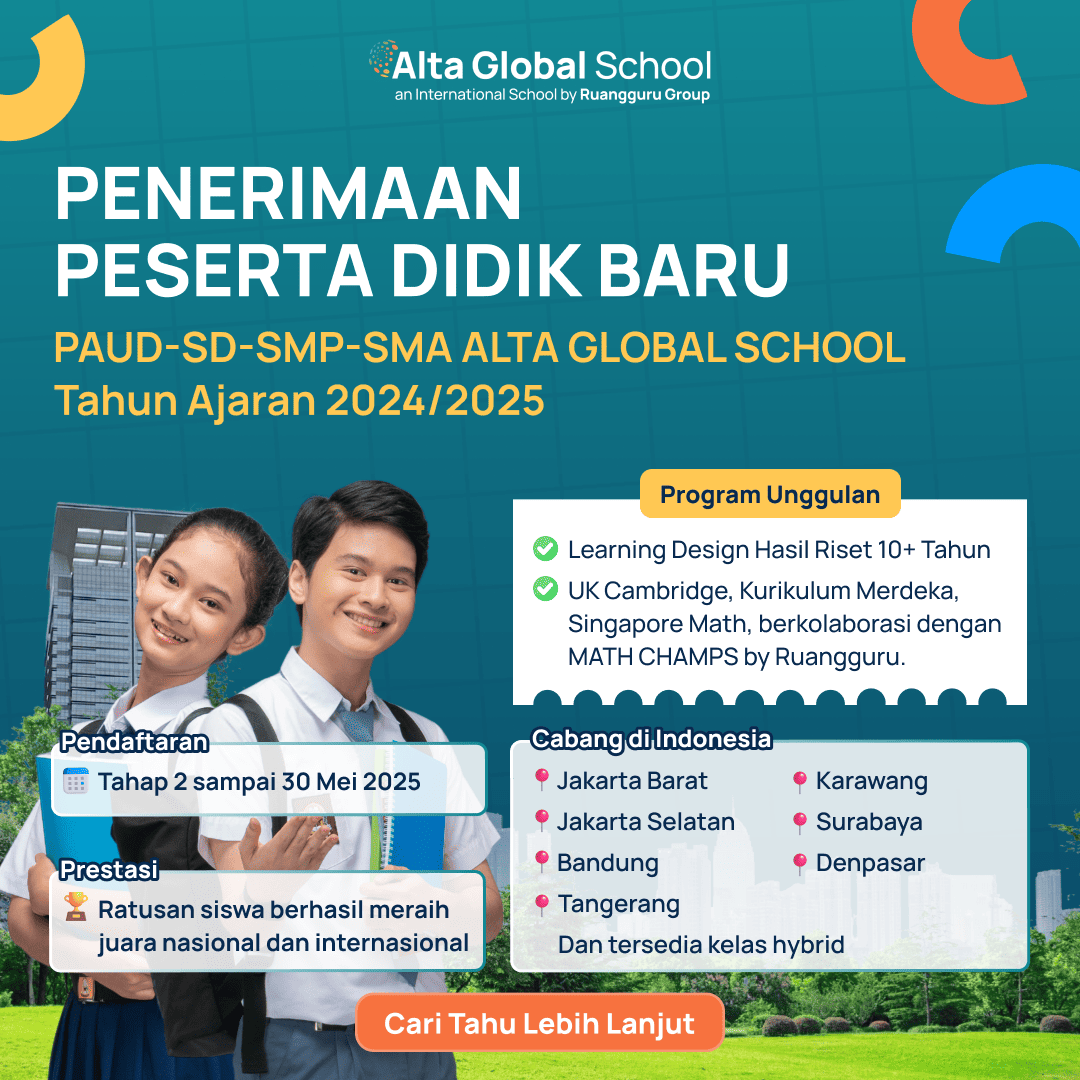 Alta Global School
an International School by Ruangguru Group
PENERIMAAN
PESERTA DIDIK BARU
PAUD-SD-SMP-SMA ALTA GLOBAL SCHOOL
Tahun Ajaran 2024/2025
Program Unggulan
Learning Design Hasil Riset 10+ Tahun
UK Cambridge, Kurikulum Merdeka,
Singapore Math, berkolaborasi dengan
MATH CHAMPS by Ruangguru.
Pendaftaran
Tahap 2 sampai 30 Mei 2025
Prestasi
Ratusan siswa berhasil meraih
juara nasional dan internasional
Cabang di Indonesia
Jakarta Barat
Jakarta Selatan
Bandung
Tangerang
Karawang
Surabaya
Denpasar
Dan tersedia kelas hybrid
Cari Tahu Lebih Lanjut